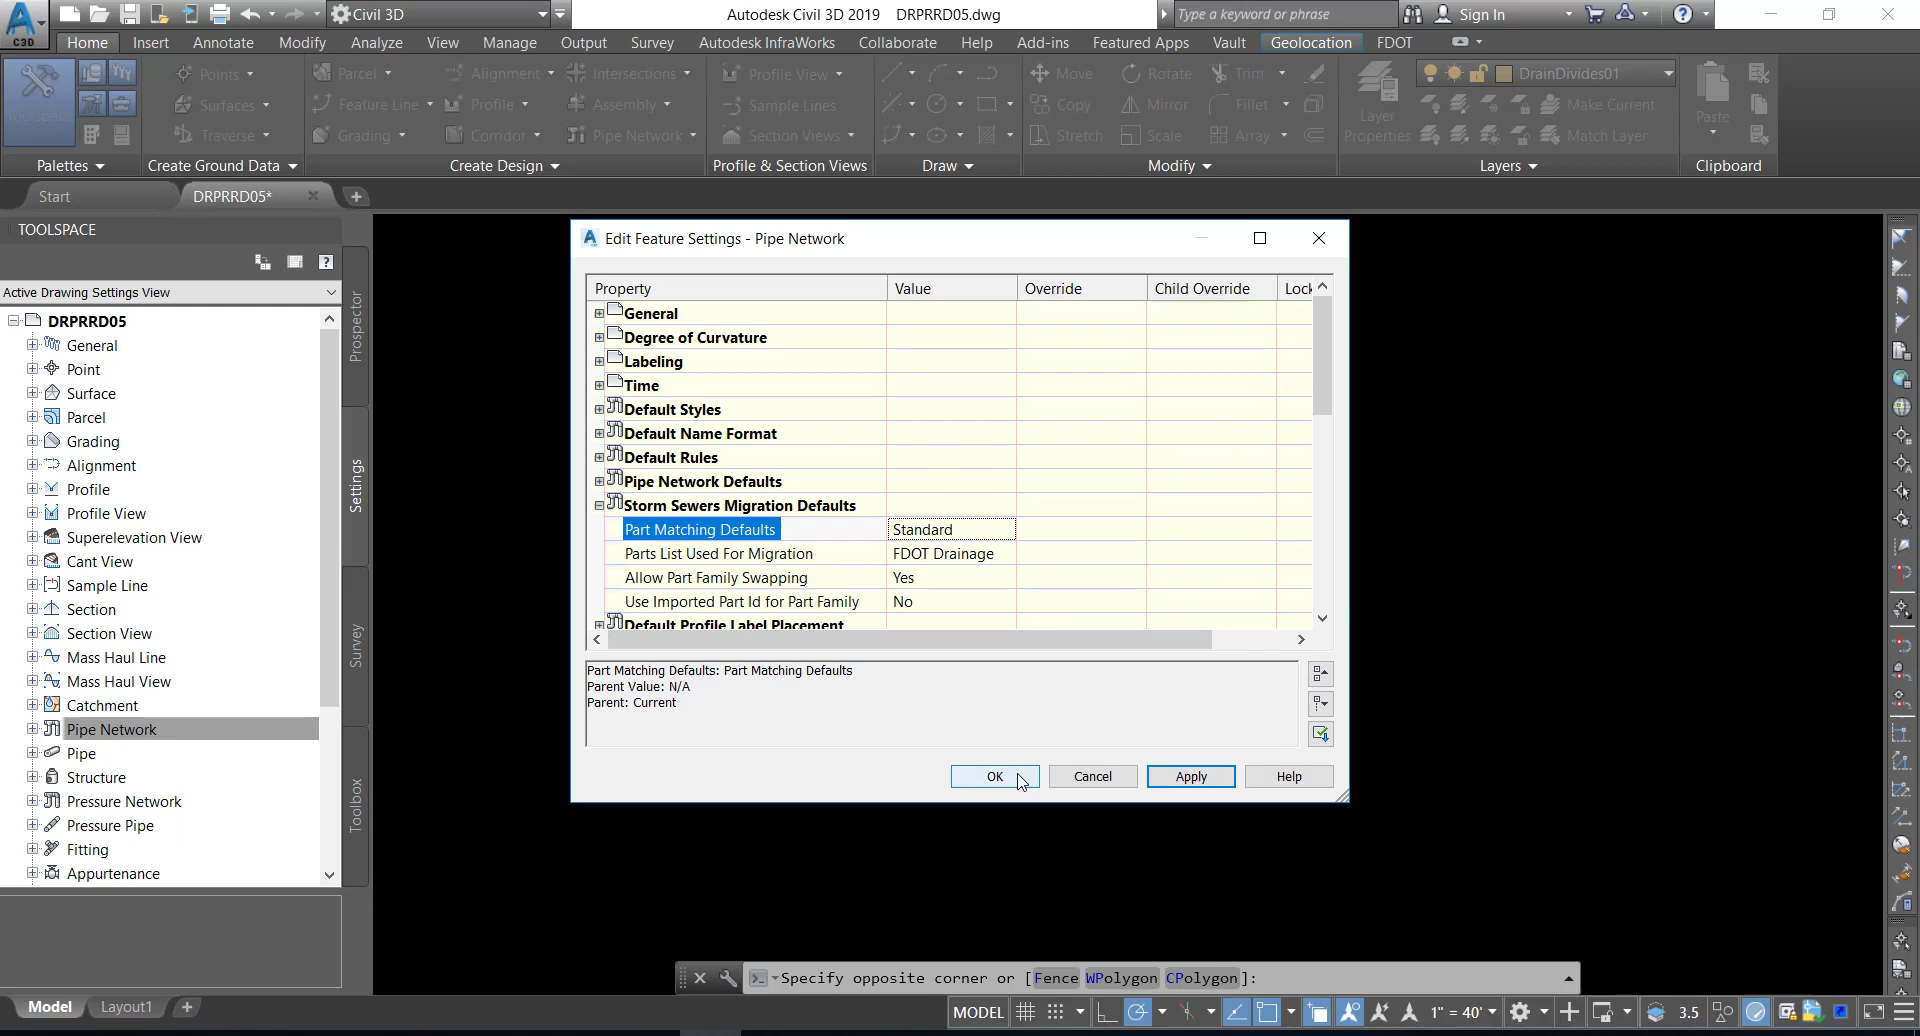 C3D Civil 3D Autodesk Civil 3D 2019 DRPRRD05.dwg Type a keyword or phrase Sign In
Home Insert Annotate Modify Analyze View Manage Output Survey Autodesk InfraWorks Collaborate Help Add-ins Featured Apps Vault Geolocation FDOT
Points Parcel Alignment Intersections Profile View Move Rotate Trim DrainDivides01
Toolspace Surfaces Feature Line Profile Assembly Sample Lines Copy Mirror Fillet Layer Properties Make Current Paste
Traverse Grading Corridor Pipe Network Section Views Stretch Scale Array Match Layer
Palettes Create Ground Data Create Design Profile & Section Views Draw Modify Layers Clipboard
Start DRPRRD05*
TOOLSPACE
Active Drawing Settings View
DRPRRD05
General
Point
Surface
Parcel
Grading
Alignment
Profile
Profile View
Superelevation View
Cant View
Sample Line
Section
Section View
Mass Haul Line
Mass Haul View
Catchment
Pipe Network
Pipe
Structure
Pressure Network
Pressure Pipe
Fitting
Appurtenance
Prospector
Settings
Survey
Toolbox
Edit Feature Settings - Pipe Network
Property Value Override Child Override Lock
General
Degree of Curvature
Labeling
Time
Default Styles
Default Name Format
Default Rules
Pipe Network Defaults
Storm Sewers Migration Defaults
Part Matching Defaults Standard
Parts List Used For Migration FDOT Drainage
Allow Part Family Swapping Yes
Use Imported Part Id for Part Family No
Default Profile Label Placement
Part Matching Defaults: Part Matching Defaults
Parent Value: N/A
Parent: Current
OK Cancel Apply Help
Specify opposite corner or [Fence WPolygon CPolygon]:
Model Layout1 MODEL 1" = 40' 3.5